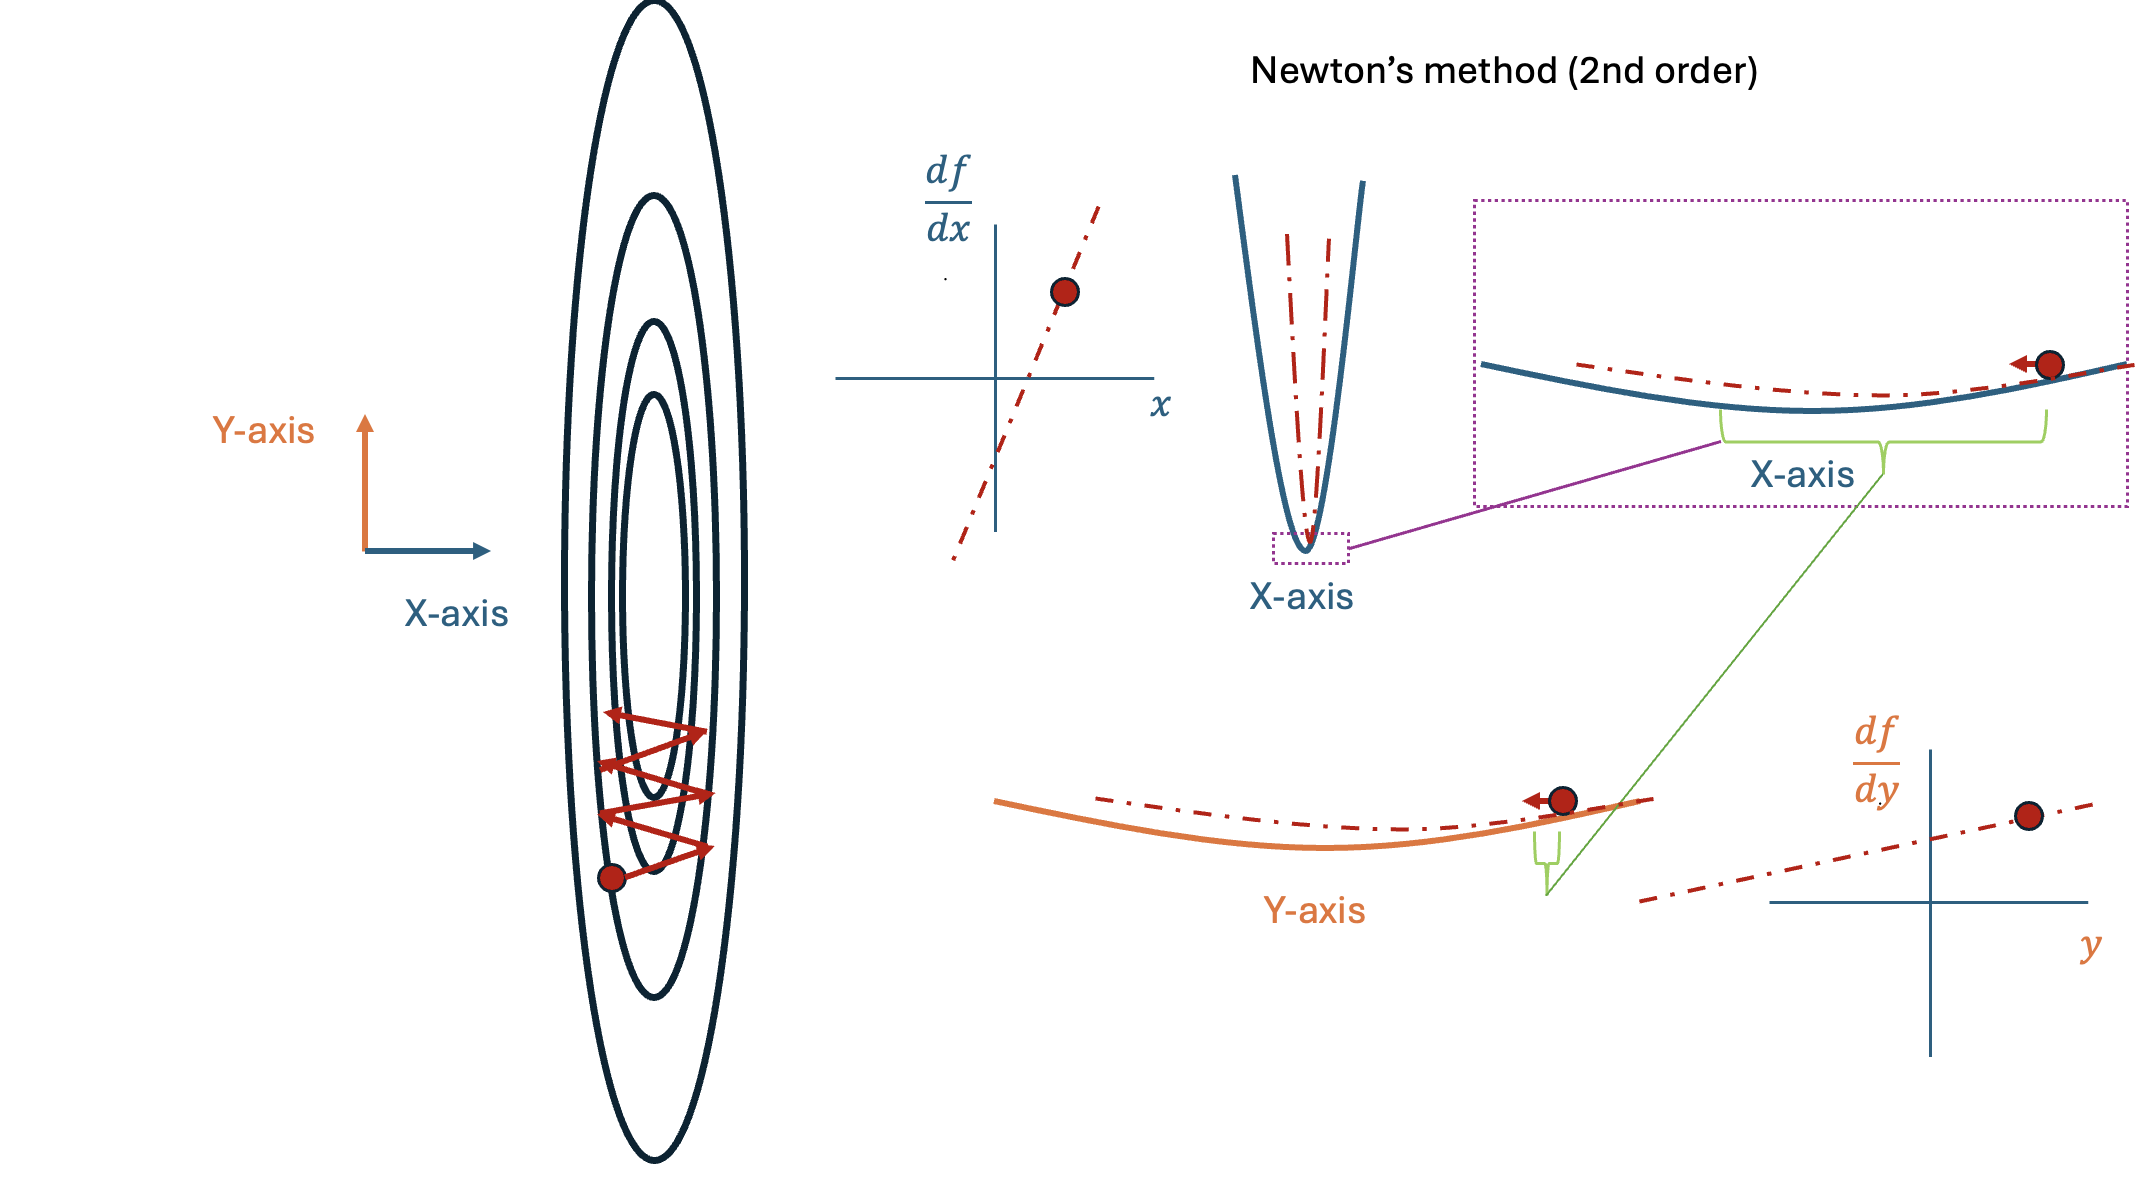 Newton’s method (2nd order)
df
dx
x
Y-axis
X-axis
X-axis
X-axis
df
dy
Y-axis
y